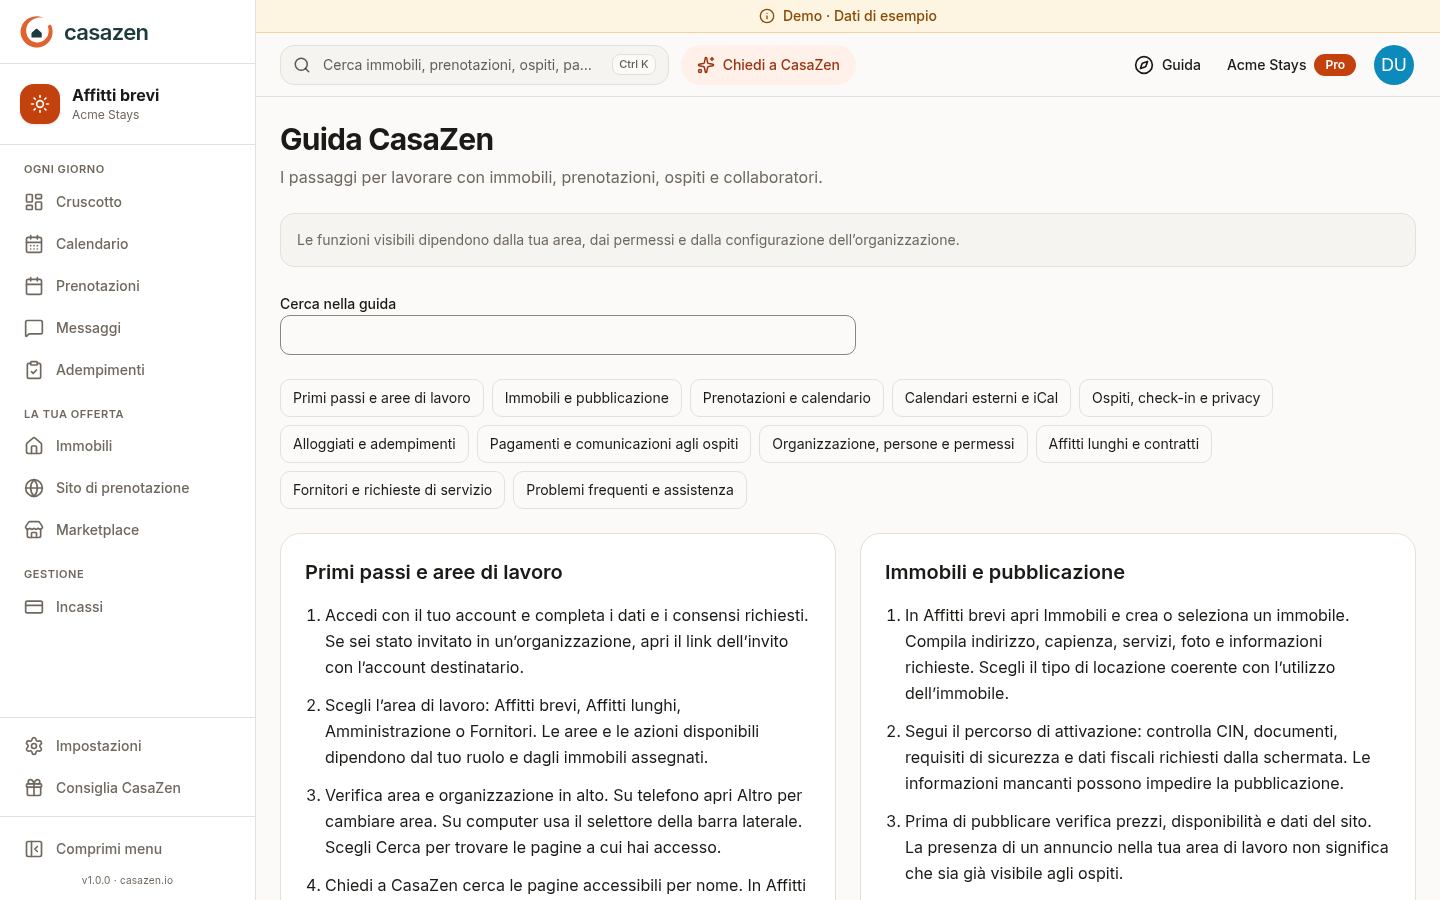 casazen
Affitti brevi
Acme Stays
OGNI GIORNO
Cruscotto
Calendario
Prenotazioni
Messaggi
Adempimenti
LA TUA OFFERTA
Immobili
Sito di prenotazione
Marketplace
GESTIONE
Incassi
Impostazioni
Consiglia CasaZen
Comprimi menu
v1.0.0 · casazen.io
Demo · Dati di esempio
Cerca immobili, prenotazioni, ospiti, pa... Ctrl K
Chiedi a CasaZen
Guida
Acme Stays Pro
DU
Guida CasaZen
I passaggi per lavorare con immobili, prenotazioni, ospiti e collaboratori.
Le funzioni visibili dipendono dalla tua area, dai permessi e dalla configurazione dell’organizzazione.
Cerca nella guida
Primi passi e aree di lavoro
Immobili e pubblicazione
Prenotazioni e calendario
Calendari esterni e iCal
Ospiti, check-in e privacy
Alloggiati e adempimenti
Pagamenti e comunicazioni agli ospiti
Organizzazione, persone e permessi
Affitti lunghi e contratti
Fornitori e richieste di servizio
Problemi frequenti e assistenza
Primi passi e aree di lavoro
1. Accedi con il tuo account e completa i dati e i consensi richiesti.
Se sei stato invitato in un’organizzazione, apri il link dell’invito
con l’account destinatario.
2. Scegli l’area di lavoro: Affitti brevi, Affitti lunghi,
Amministrazione o Fornitori. Le aree e le azioni disponibili
dipendono dal tuo ruolo e dagli immobili assegnati.
3. Verifica area e organizzazione in alto. Su telefono apri Altro per
cambiare area. Su computer usa il selettore della barra laterale.
Scegli Cerca per trovare le pagine a cui hai accesso.
4. Chiedi a CasaZen cerca le pagine accessibili per nome. In Affitti
Immobili e pubblicazione
1. In Affitti brevi apri Immobili e crea o seleziona un immobile.
Compila indirizzo, capienza, servizi, foto e informazioni
richieste. Scegli il tipo di locazione coerente con l’utilizzo
dell’immobile.
2. Segui il percorso di attivazione: controlla CIN, documenti,
requisiti di sicurezza e dati fiscali richiesti dalla schermata. Le
informazioni mancanti possono impedire la pubblicazione.
3. Prima di pubblicare verifica prezzi, disponibilità e dati del sito.
La presenza di un annuncio nella tua area di lavoro non significa
che sia già visibile agli ospiti.